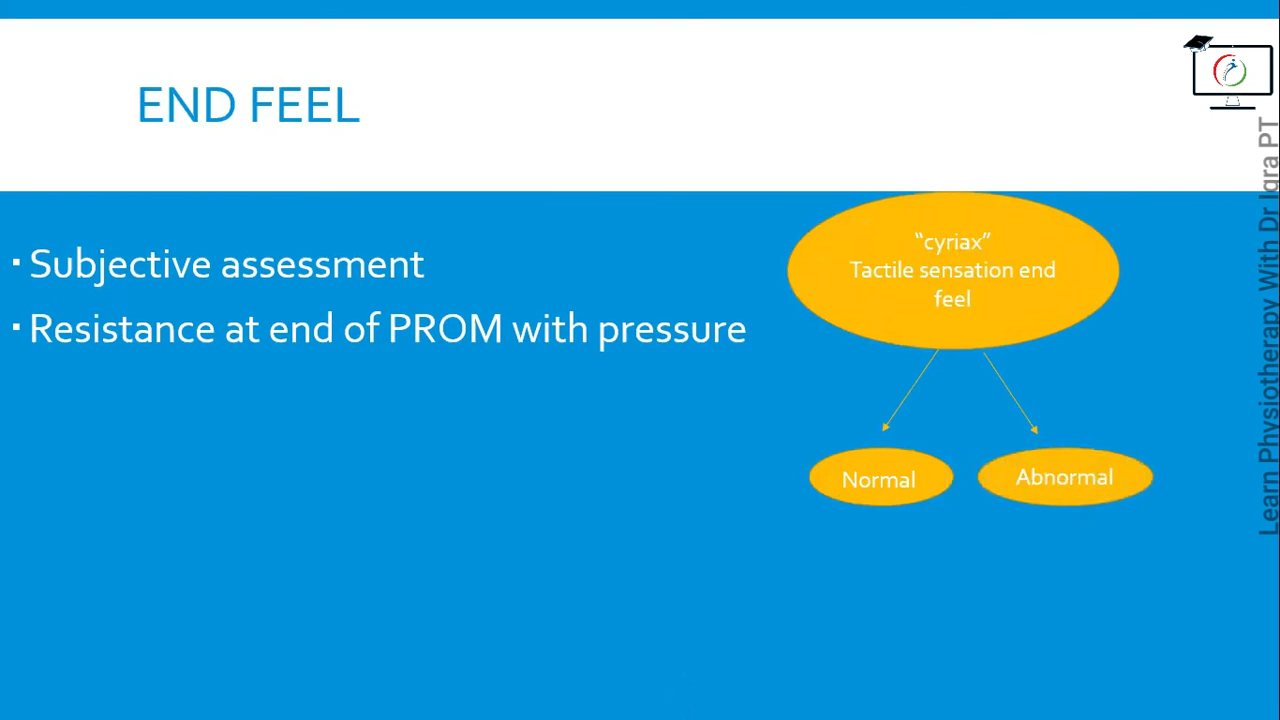 END FEEL
▪ Subjective assessment
▪ Resistance at end of PROM with pressure
“cyriax”
Tactile sensation end
feel
Normal
Abnormal
Learn Physiotherapy With Dr Iqra PT